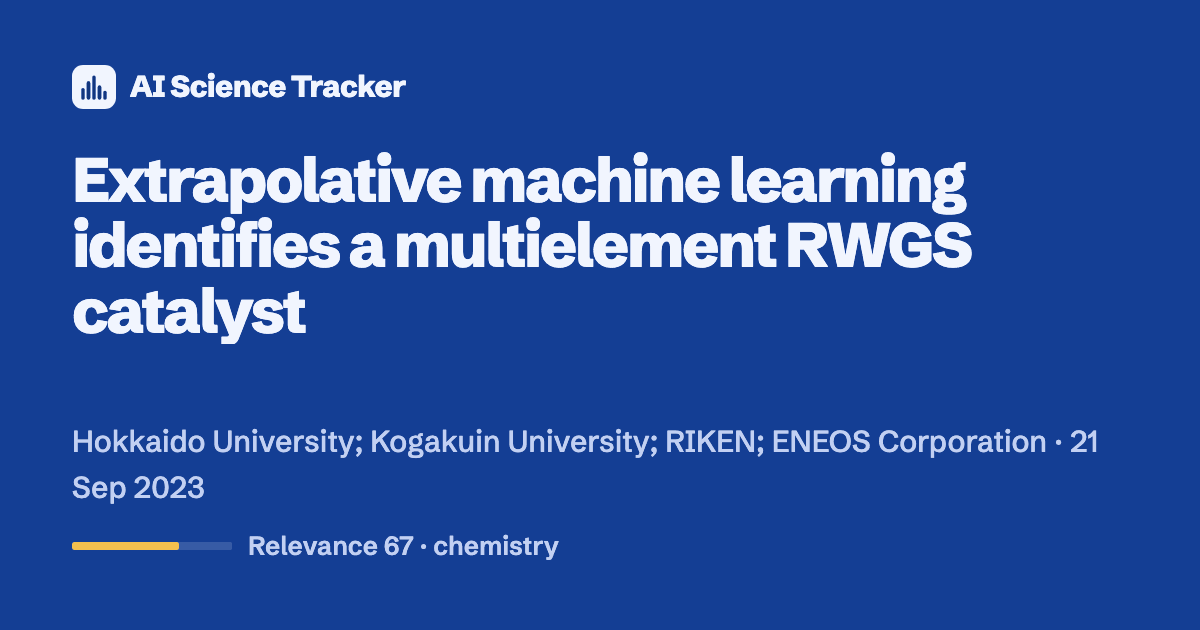 AI Science Tracker
Extrapolative machine learning
identifies a multielement RWGS
catalyst
Hokkaido University; Kogakuin University; RIKEN; ENEOS Corporation · 21
Sep 2023
Relevance 67 · chemistry